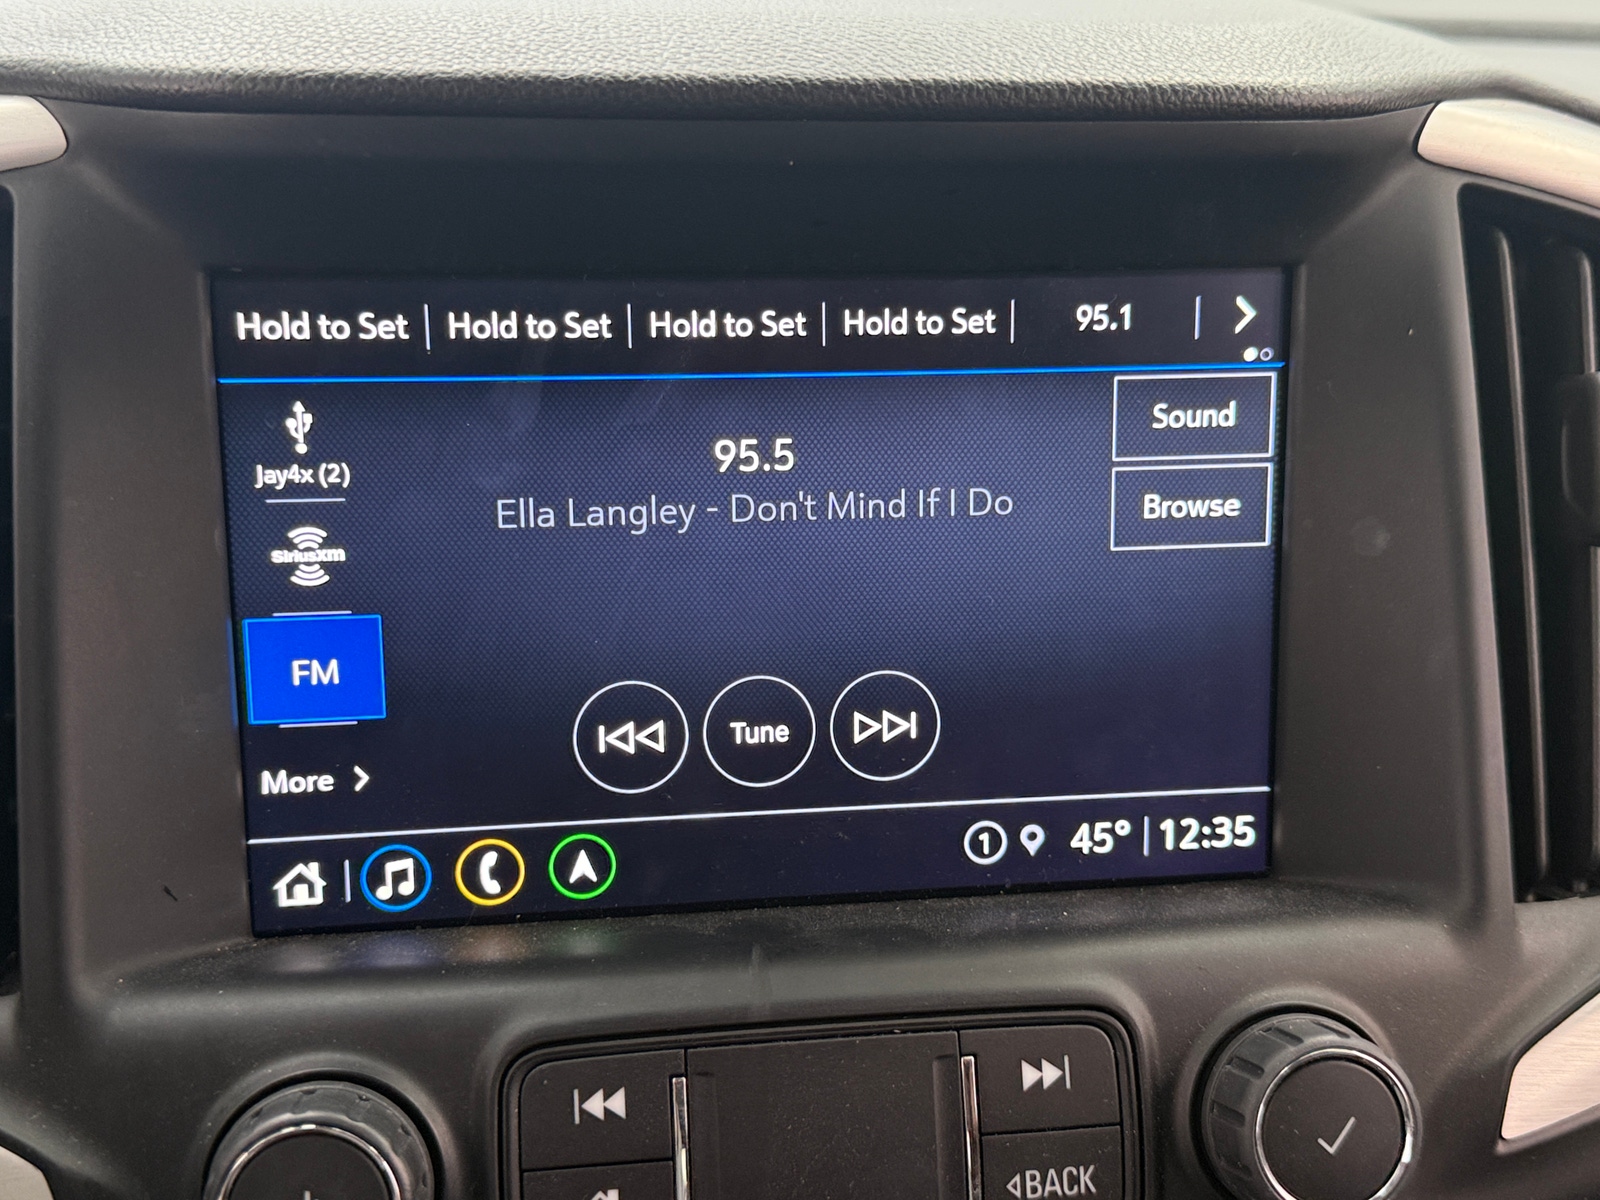 Hold to Set | Hold to Set | Hold to Set | Hold to Set | 95.1 |
Sound
Jay4x (2)
95.5
Ella Langley - Don't Mind If I Do
Browse
SiriusXM
FM
Tune
More
1 45° | 12:35
BACK